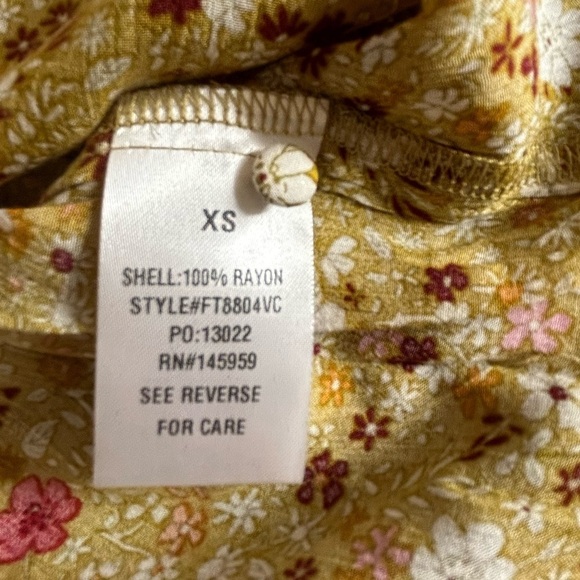 XS
SHELL:100% RAYON
STYLE#FT8804VC
PO:13022
RN#145959
SEE REVERSE
FOR CARE